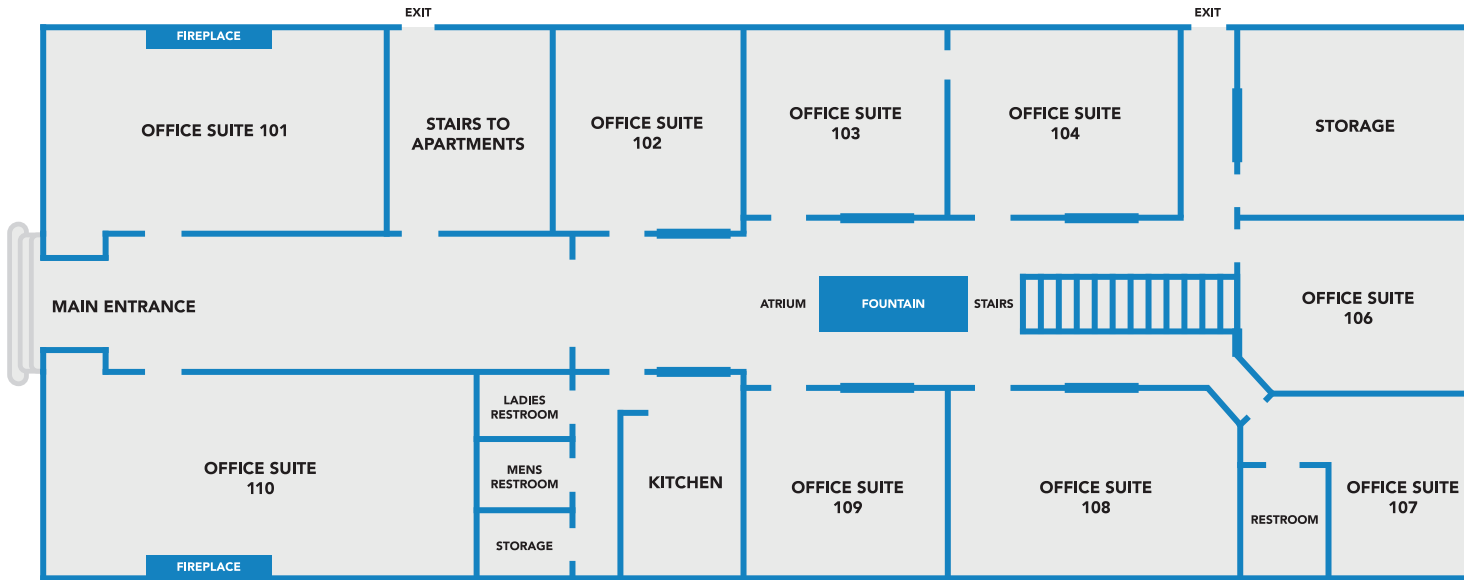 EXIT
EXIT
FIREPLACE
OFFICE SUITE 101
STAIRS TO
APARTMENTS
OFFICE SUITE
102
OFFICE SUITE
103
OFFICE SUITE
104
STORAGE
MAIN ENTRANCE
ATRIUM
FOUNTAIN
STAIRS
OFFICE SUITE
106
LADIES
RESTROOM
OFFICE SUITE
110
MENS
RESTROOM
KITCHEN
OFFICE SUITE
109
OFFICE SUITE
108
OFFICE SUITE
107
RESTROOM
STORAGE
FIREPLACE